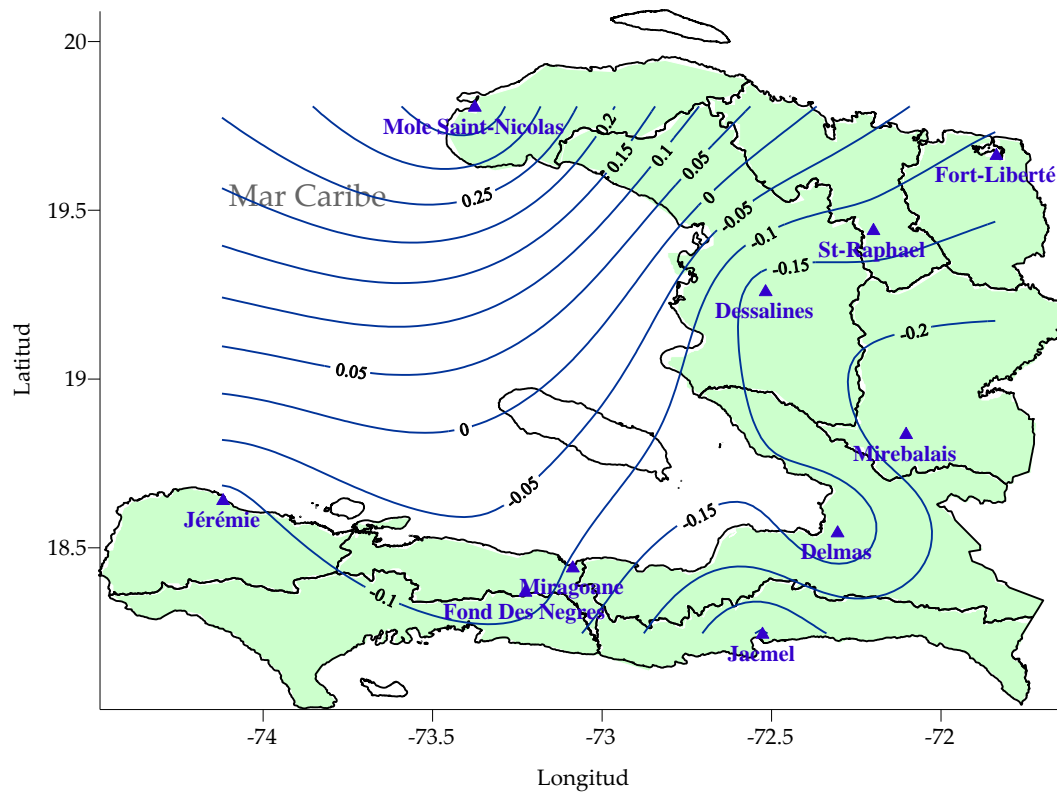 20
Mole Saint-Nicolas
0.2
0.15
0.1
0.05
Fort-Liberté
Mar Caribe
0.25
0
-0.05
19.5
-0.1
St-Raphael
-0.15
Dessalines
-0.2
Latitud
19
0.05
0
Mirebalais
-0.05
Jérémie
-0.15
18.5
Delmas
Miragoane
-0.1
Fond Des Negres
Jacmel
-74
-73.5
-73
-72.5
-72
Longitud